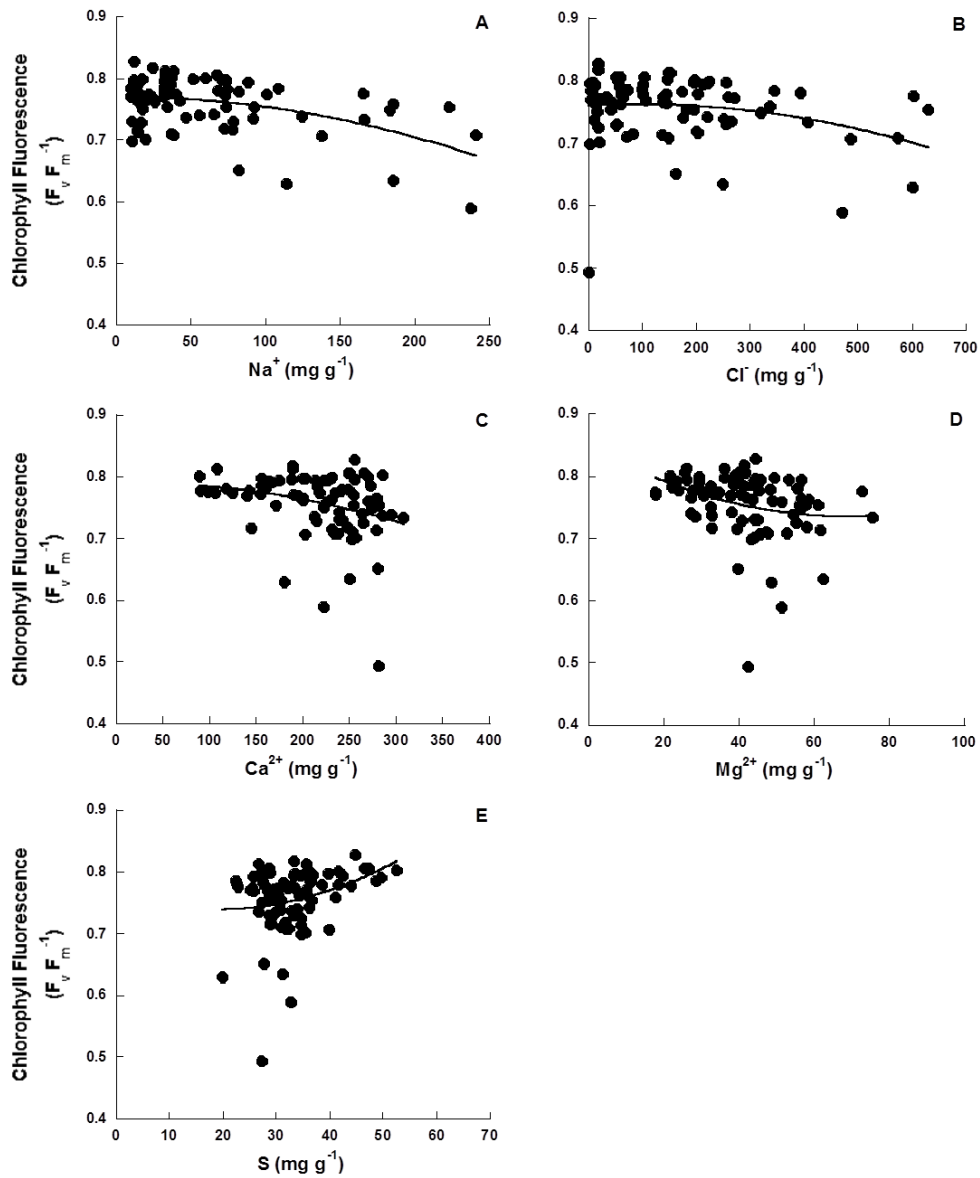 A
0.9
0.8
0.7
0.6
0.5
0.4
Chlorophyll Fluorescence
(Fv Fm-1)
0 50 100 150 200 250
Na+ (mg g-1)
B
0.9
0.8
0.7
0.6
0.5
0.4
0 100 200 300 400 500 600 700
Cl- (mg g-1)
C
0.9
0.8
0.7
0.6
0.5
0.4
Chlorophyll Fluorescence
(Fv Fm-1)
0 50 100 150 200 250 300 350 400
Ca2+ (mg g-1)
D
0.9
0.8
0.7
0.6
0.5
0.4
0 20 40 60 80 100
Mg2+ (mg g-1)
E
0.9
0.8
0.7
0.6
0.5
0.4
Chlorophyll Fluorescence
(Fv Fm-1)
0 10 20 30 40 50 60 70
S (mg g-1)